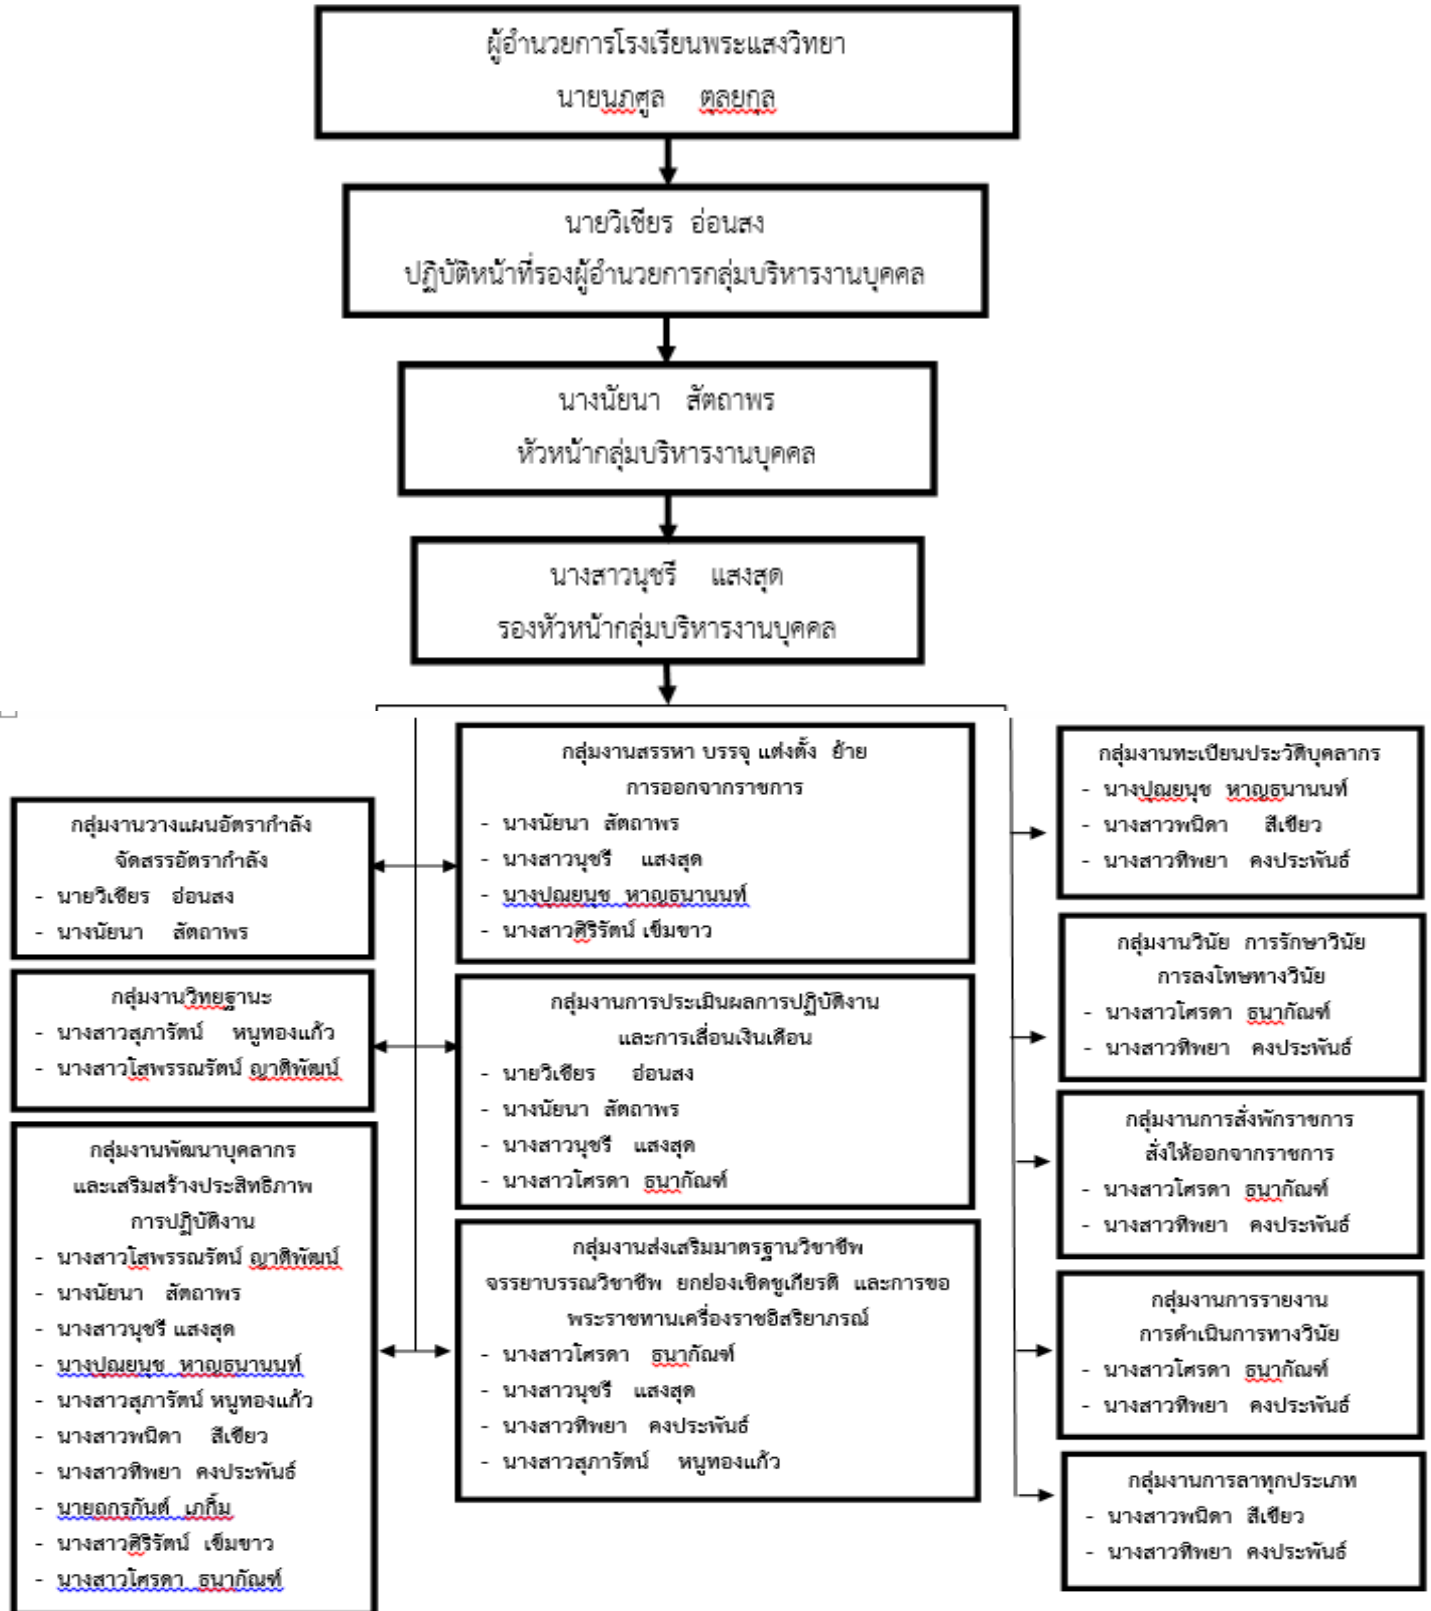 ผู้อำนวยการโรงเรียนพระแสงวิทยา
นายนภศูล ตุลยกุล
นายวิเชียร อ่อนสง
ปฏิบัติหน้าที่รองผู้อำนวยการกลุ่มบริหารงานบุคคล
นางนัยนา สัตถาพร
หัวหน้ากลุ่มบริหารงานบุคคล
นางสาวนุชรี แสงสุด
รองหัวหน้ากลุ่มบริหารงานบุคคล
กลุ่มงานวางแผนอัตรากำลัง
จัดสรรอัตรากำลัง
- นายวิเชียร อ่อนสง
- นางนัยนา สัตถาพร
กลุ่มงานวิทยฐานะ
- นางสาวสุภารัตน์ หนูทองแก้ว
- นางสาวโสพรรณรัตน์ ญาติพัฒน์
กลุ่มงานพัฒนาบุคลากร
และเสริมสร้างประสิทธิภาพ
การปฏิบัติงาน
- นางสาวโสพรรณรัตน์ ญาติพัฒน์
- นางนัยนา สัตถาพร
- นางสาวนุชรี แสงสุด
- นางปุณยนุช หาญธนานนท์
- นางสาวสุภารัตน์ หนูทองแก้ว
- นางสาวพนิดา สีเขียว
- นางสาวทิพยา คงประพันธ์
- นายถกรกันต์ เภกิ้ม
- นางสาวศิริรัตน์ เข็มขาว
- นางสาวโศรดา ธนากัณฑ์
กลุ่มงานสรรหา บรรจุ แต่งตั้ง ย้าย
การออกจากราชการ
- นางนัยนา สัตถาพร
- นางสาวนุชรี แสงสุด
- นางปุณยนุช หาญธนานนท์
- นางสาวศิริรัตน์ เข็มขาว
กลุ่มงานการประเมินผลการปฏิบัติงาน
และการเลื่อนเงินเดือน
- นายวิเชียร อ่อนสง
- นางนัยนา สัตถาพร
- นางสาวนุชรี แสงสุด
- นางสาวโศรดา ธนากัณฑ์
กลุ่มงานส่งเสริมมาตรฐานวิชาชีพ
จรรยาบรรณวิชาชีพ ยกย่องเชิดชูเกียรติ และการขอ
พระราชทานเครื่องราชอิสริยาภรณ์
- นางสาวโศรดา ธนากัณฑ์
- นางสาวนุชรี แสงสุด
- นางสาวทิพยา คงประพันธ์
- นางสาวสุภารัตน์ หนูทองแก้ว
กลุ่มงานทะเบียนประวัติบุคลากร
- นางปุณยนุช หาญธนานนท์
- นางสาวพนิดา สีเขียว
- นางสาวทิพยา คงประพันธ์
กลุ่มงานวินัย การรักษาวินัย
การลงโทษทางวินัย
- นางสาวโศรดา ธนากัณฑ์
- นางสาวทิพยา คงประพันธ์
กลุ่มงานการสั่งพักราชการ
สั่งให้ออกจากราชการ
- นางสาวโศรดา ธนากัณฑ์
- นางสาวทิพยา คงประพันธ์
กลุ่มงานการรายงาน
การดำเนินการทางวินัย
- นางสาวโศรดา ธนากัณฑ์
- นางสาวทิพยา คงประพันธ์
กลุ่มงานการลาทุกประเภท
- นางสาวพนิดา สีเขียว
- นางสาวทิพยา คงประพันธ์